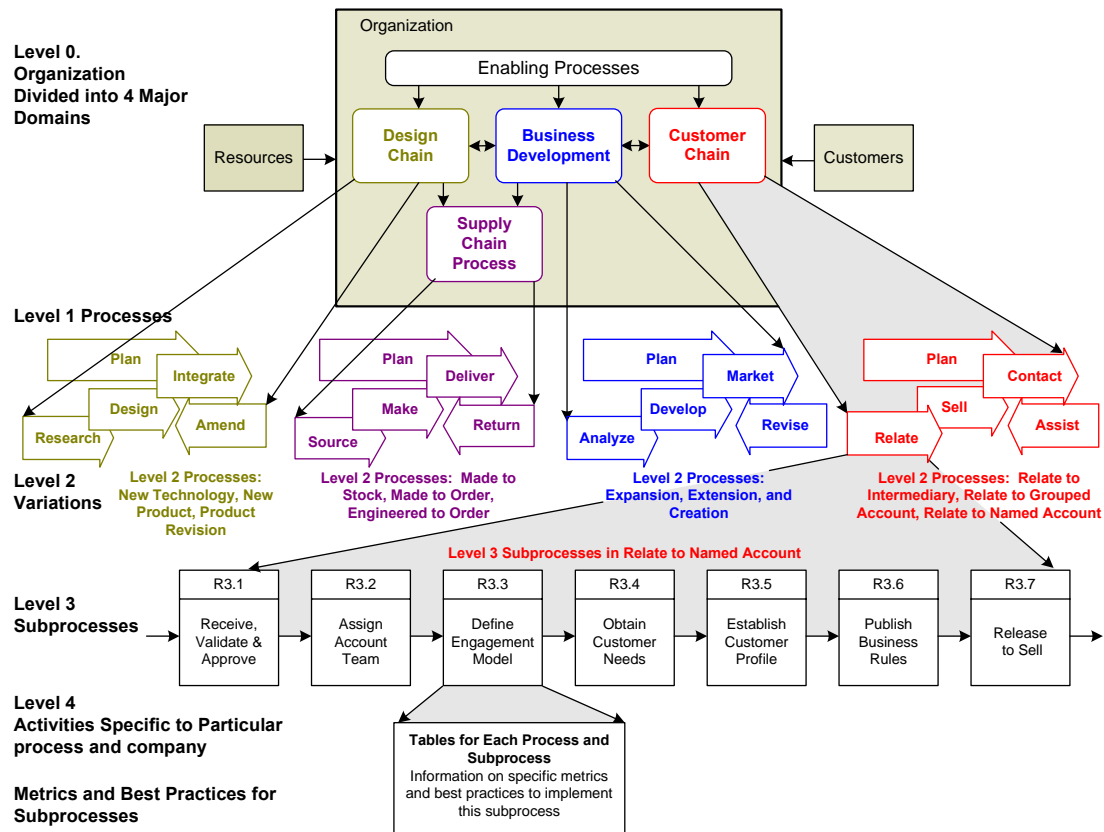 Organization
Level 0.
Organization
Divided into 4 Major
Domains
Enabling Processes
Design
Chain
Business
Development
Customer
Chain
Resources
Customers
Supply
Chain
Process
Level 1 Processes
Plan
Integrate
Design
Research
Amend
Plan
Deliver
Make
Source
Return
Plan
Market
Develop
Analyze
Revise
Plan
Contact
Sell
Relate
Assist
Level 2
Variations
Level 2 Processes:
New Technology, New
Product, Product
Revision
Level 2 Processes:  Made to
Stock, Made to Order,
Engineered to Order
Level 2 Processes:
Expansion, Extension, and
Creation
Level 2 Processes:  Relate to
Intermediary, Relate to Grouped
Account, Relate to Named Account
Level 3 Subprocesses in Relate to Named Account
Level 3
Subprocesses
R3.1
Receive,
Validate &
Approve
R3.2
Assign
Account
Team
R3.3
Define
Engagement
Model
R3.4
Obtain
Customer
Needs
R3.5
Establish
Customer
Profile
R3.6
Publish
Business
Rules
R3.7
Release
to Sell
Level 4
Activities Specific to Particular
process and company
Tables for Each Process and
Subprocess
Information on specific metrics
and best practices to implement
this subprocess
Metrics and Best Practices for
Subprocesses